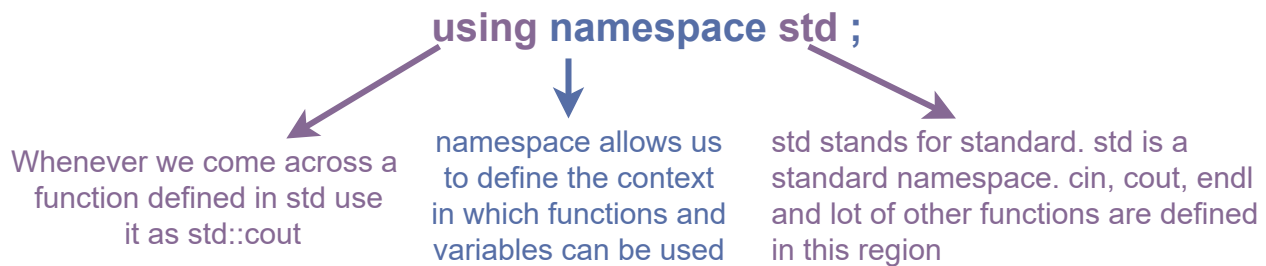 using namespace std ;
Whenever we come across a
function defined in std use
it as std::cout
namespace allows us
to define the context
in which functions and
variables can be used
std stands for standard. std is a
standard namespace. cin, cout, endl
and lot of other functions are defined
in this region